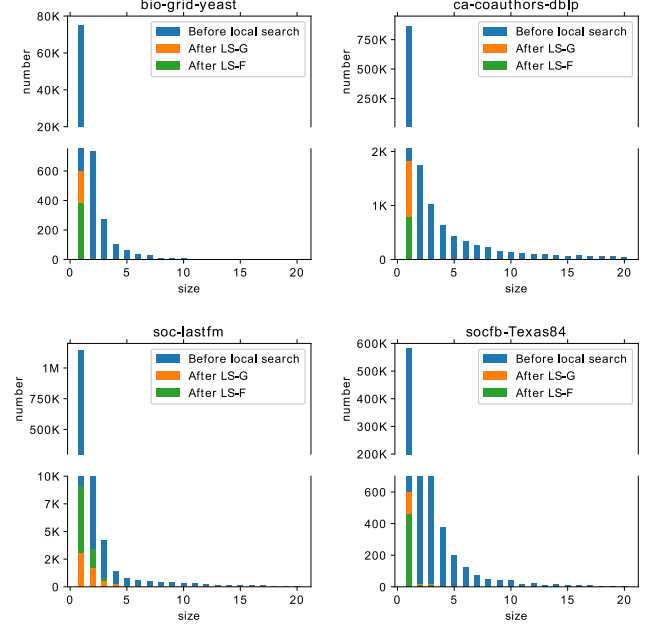 bio-grid-yeast
80K
60K
40K
20K
600
400
200
0
number
0 5 10 15 20
size
Before local search
After LS-G
After LS-F
ca-coauthors-dblp
750K
500K
250K
2K
1K
0
number
0 5 10 15 20
size
Before local search
After LS-G
After LS-F
soc-lastfm
1M
750K
500K
10K
7K
5K
2K
0
number
0 5 10 15 20
size
Before local search
After LS-G
After LS-F
socfb-Texas84
600K
500K
400K
300K
200K
600
400
200
0
number
0 5 10 15 20
size
Before local search
After LS-G
After LS-F